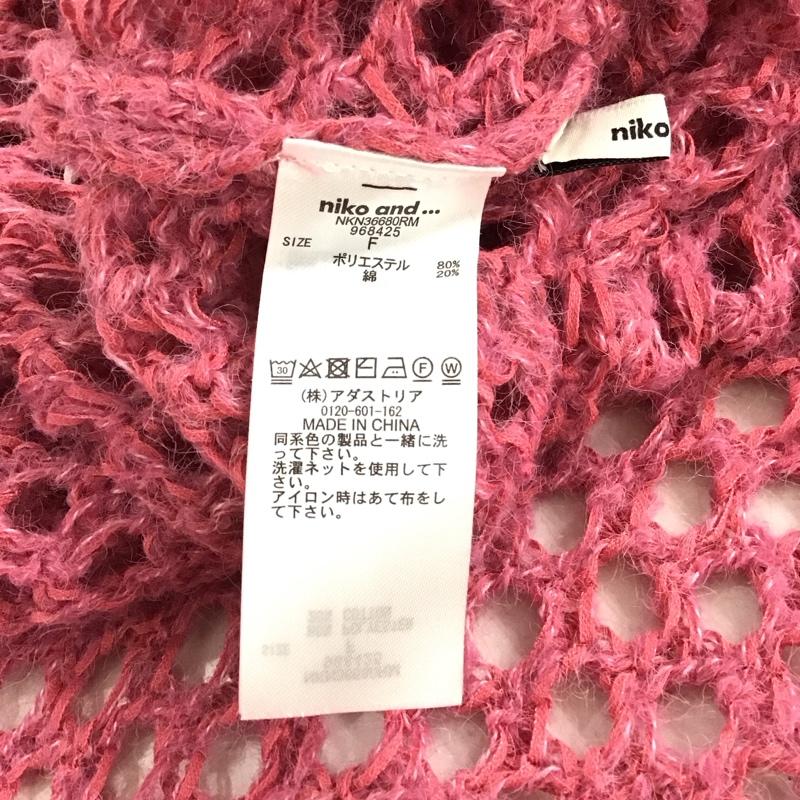 niko
niko and...
NKN36680RM
968425
SIZE F
ポリエステル 80%
綿 20%
30 F W
(株)アダストリア
0120-601-162
MADE IN CHINA
同系色の製品と一緒に洗
って下さい。
洗濯ネットを使用して下
さい。
アイロン時はあて布をし
て下さい。